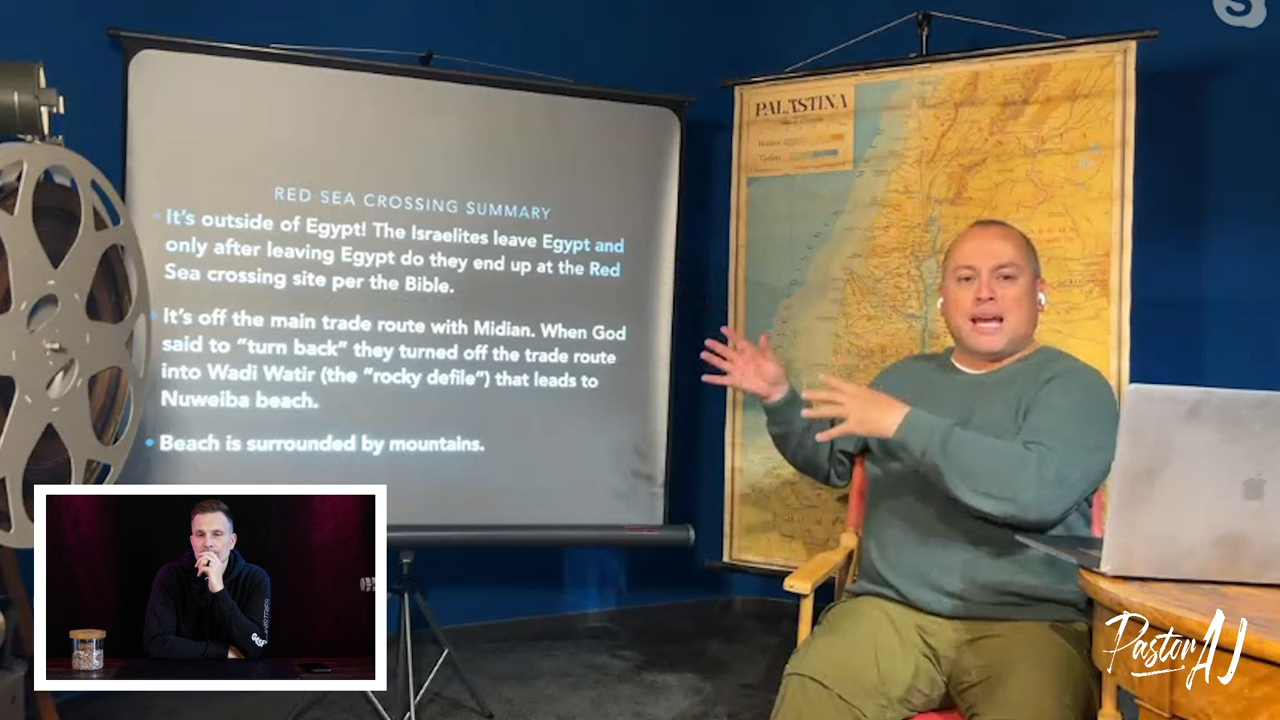 RED SEA CROSSING SUMMARY
• It's outside of Egypt! The Israelites leave Egypt and
only after leaving Egypt do they end up at the Red
Sea crossing site per the Bible.
• It's off the main trade route with Midian. When God
said to "turn back" they turned off the trade route
into Wadi Watir (the "rocky defile") that leads to
Nuweiba beach.
• Beach is surrounded by mountains.
PALÄSTINA
Pastor AJ